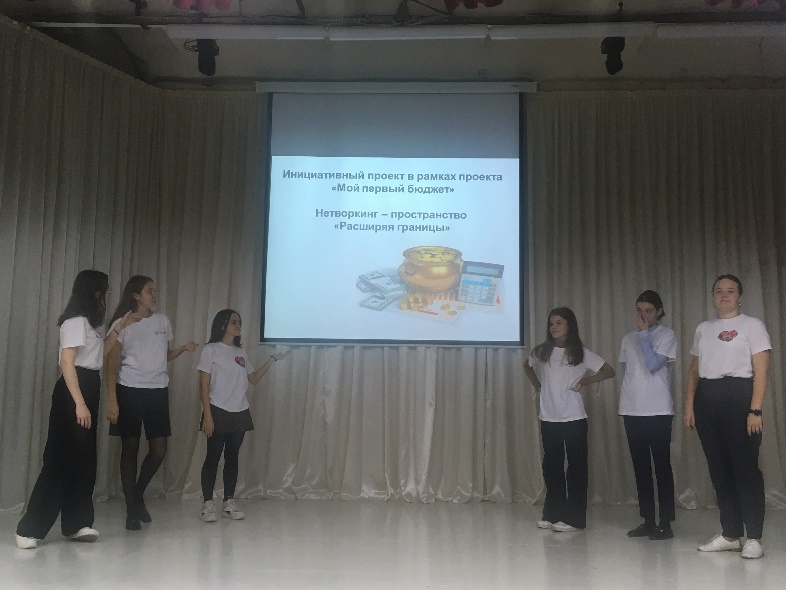 Инициативный проект в рамках проекта
«Мой первый бюджет»
Нетворкинг – пространство
«Расширяя границы»